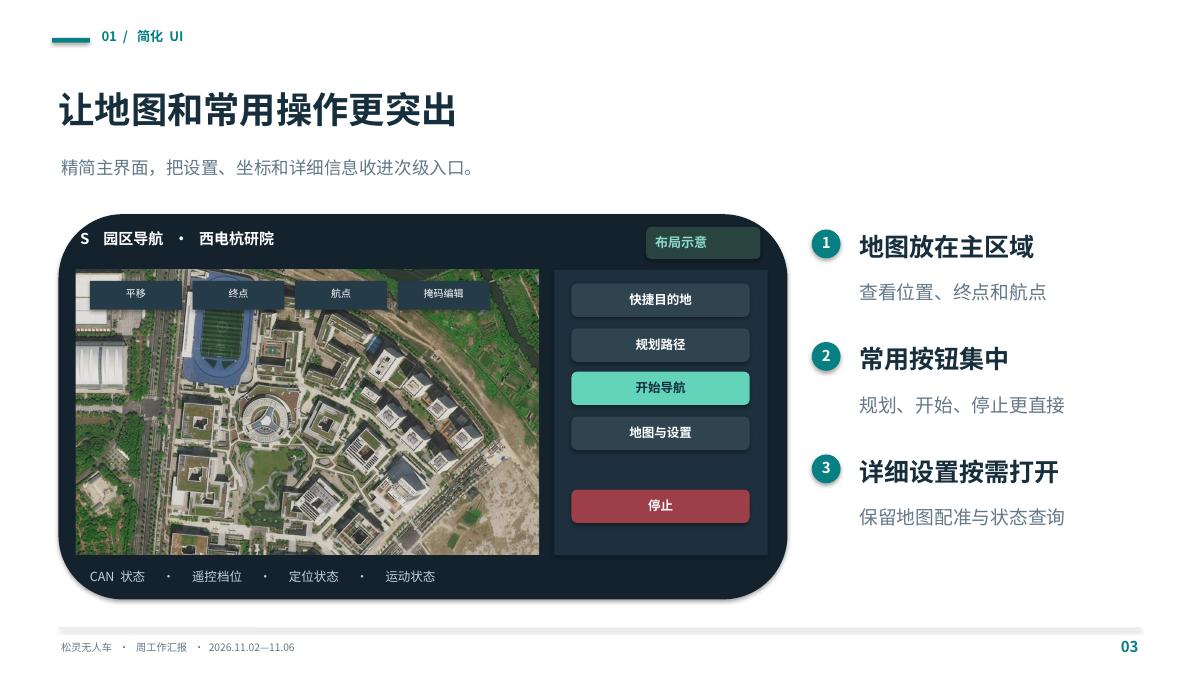 01 / 简化 UI
让地图和常用操作更突出
精简主界面，把设置、坐标和详细信息收进次级入口。
S 园区导航 · 西电杭研院
布局示意
平移
终点
航点
掩码编辑
快捷目的地
规划路径
开始导航
地图与设置
停止
CAN 状态 · 遥控档位 · 定位状态 · 运动状态
1 地图放在主区域
查看位置、终点和航点
2 常用按钮集中
规划、开始、停止更直接
3 详细设置按需打开
保留地图配准与状态查询
松灵无人车 · 周工作汇报 · 2026.11.02—11.06
03